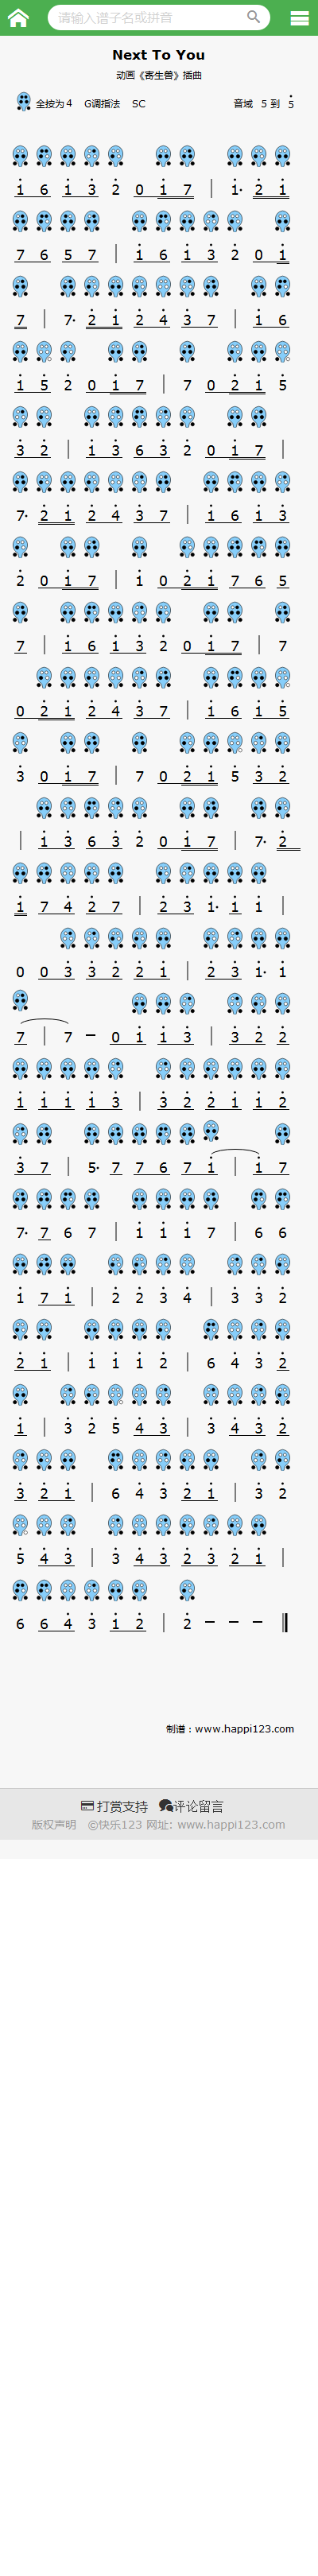 请输入谱子名或拼音
Next To You
动画《寄生兽》插曲
全按为4 G调指法 SC 音域 5 到 5̇
1̇ 6 1̇ 3̇ 2̇ 0 1̇ 7 | 1̇· 2̇ 1̇
7 6 5 7 | 1̇ 6 1̇ 3̇ 2̇ 0 1̇
7 | 7· 2̇ 1̇ 2̇ 4̇ 3̇ 7 | 1̇ 6
1̇ 5̇ 2̇ 0 1̇ 7 | 7 0 2̇ 1̇ 5
3̇ 2̇ | 1̇ 3̇ 6 3̇ 2̇ 0 1̇ 7 |
7· 2̇ 1̇ 2̇ 4̇ 3̇ 7 | 1̇ 6 1̇ 3̇
2̇ 0 1̇ 7 | 1̇ 0 2̇ 1̇ 7 6 5
7 | 1̇ 6 1̇ 3̇ 2̇ 0 1̇ 7 | 7
0 2̇ 1̇ 2̇ 4̇ 3̇ 7 | 1̇ 6 1̇ 5̇
3̇ 0 1̇ 7 | 7 0 2̇ 1̇ 5̇ 3̇ 2̇
| 1̇ 3̇ 6 3̇ 2̇ 0 1̇ 7 | 7· 2̇
1̇ 7 4̇ 2̇ 7 | 2̇ 3̇ 1̇· 1̇ 1̇ |
0 0 3̇ 3̇ 2̇ 2̇ 1̇ | 2̇ 3̇ 1̇· 1̇
7 | 7 – 0 1̇ 1̇ 3̇ | 3̇ 2̇ 2̇
1̇ 1̇ 1̇ 1̇ 3̇ | 3̇ 2̇ 2̇ 1̇ 1̇ 2̇
3̇ 7 | 5· 7 7 6 7 1̇ | 1̇ 7
7· 7 6 7 | 1̇ 1̇ 1̇ 7 | 6 6
1̇ 7 1̇ | 2̇ 2̇ 3̇ 4̇ | 3̇ 3̇ 2̇
2̇ 1̇ | 1̇ 1̇ 1̇ 2̇ | 6 4̇ 3̇ 2̇
1̇ | 3̇ 2̇ 5̇ 4̇ 3̇ | 3̇ 4̇ 3̇ 2̇
3̇ 2̇ 1̇ | 6 4̇ 3̇ 2̇ 1̇ | 3̇ 2̇
5̇ 4̇ 3̇ | 3̇ 4̇ 3̇ 2̇ 3̇ 2̇ 1̇ |
6 6 4̇ 3̇ 1̇ 2̇ | 2̇ – – – ‖
制谱：www.happi123.com
打赏支持 评论留言
版权声明 ©快乐123 网址：www.happi123.com